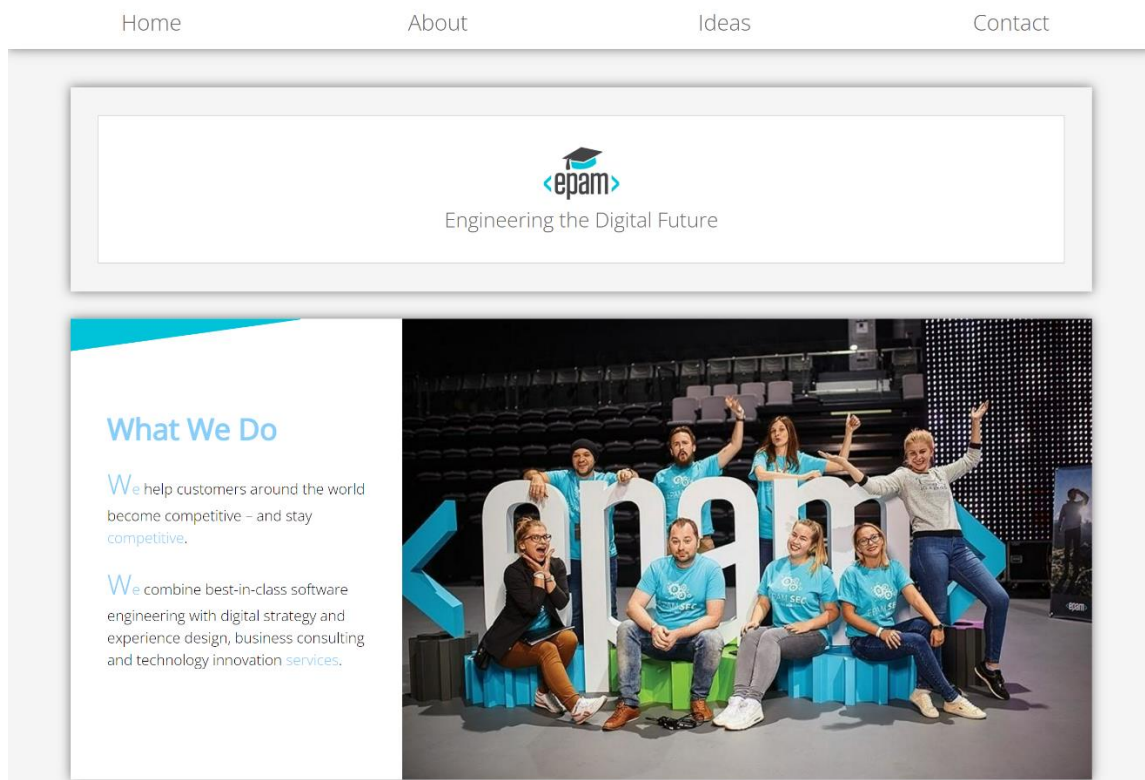 Home About Ideas Contact
<epam>
Engineering the Digital Future
What We Do
We help customers around the world
become competitive – and stay
competitive.
We combine best-in-class software
engineering with digital strategy and
experience design, business consulting
and technology innovation services.
<epam>
<epam>